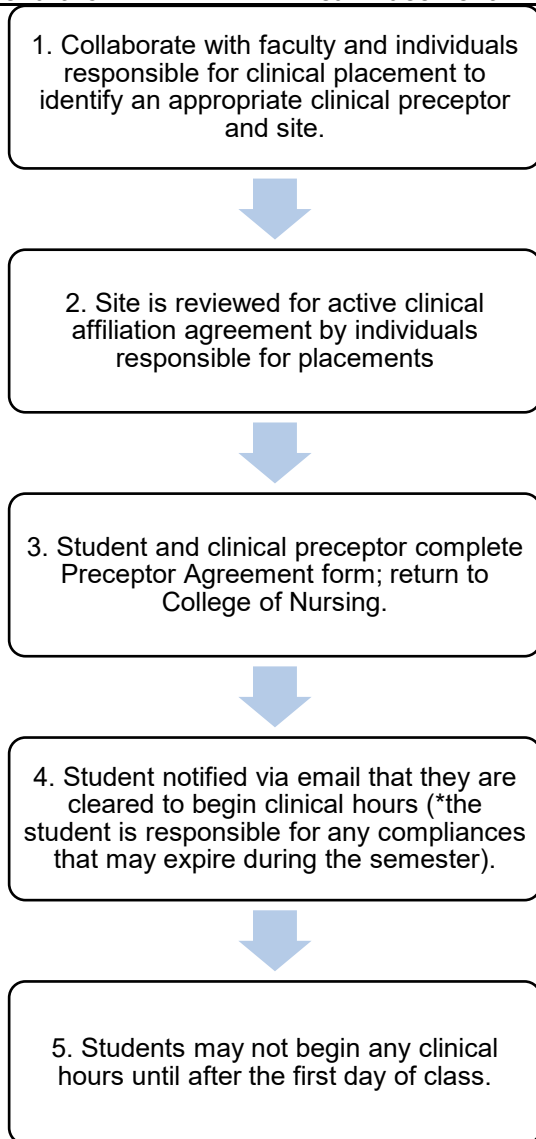 1. Collaborate with faculty and individuals
responsible for clinical placement to
identify an appropriate clinical preceptor
and site.
2. Site is reviewed for active clinical
affiliation agreement by individuals
responsible for placements
3. Student and clinical preceptor complete
Preceptor Agreement form; return to
College of Nursing.
4. Student notified via email that they are
cleared to begin clinical hours (*the
student is responsible for any compliances
that may expire during the semester).
5. Students may not begin any clinical
hours until after the first day of class.